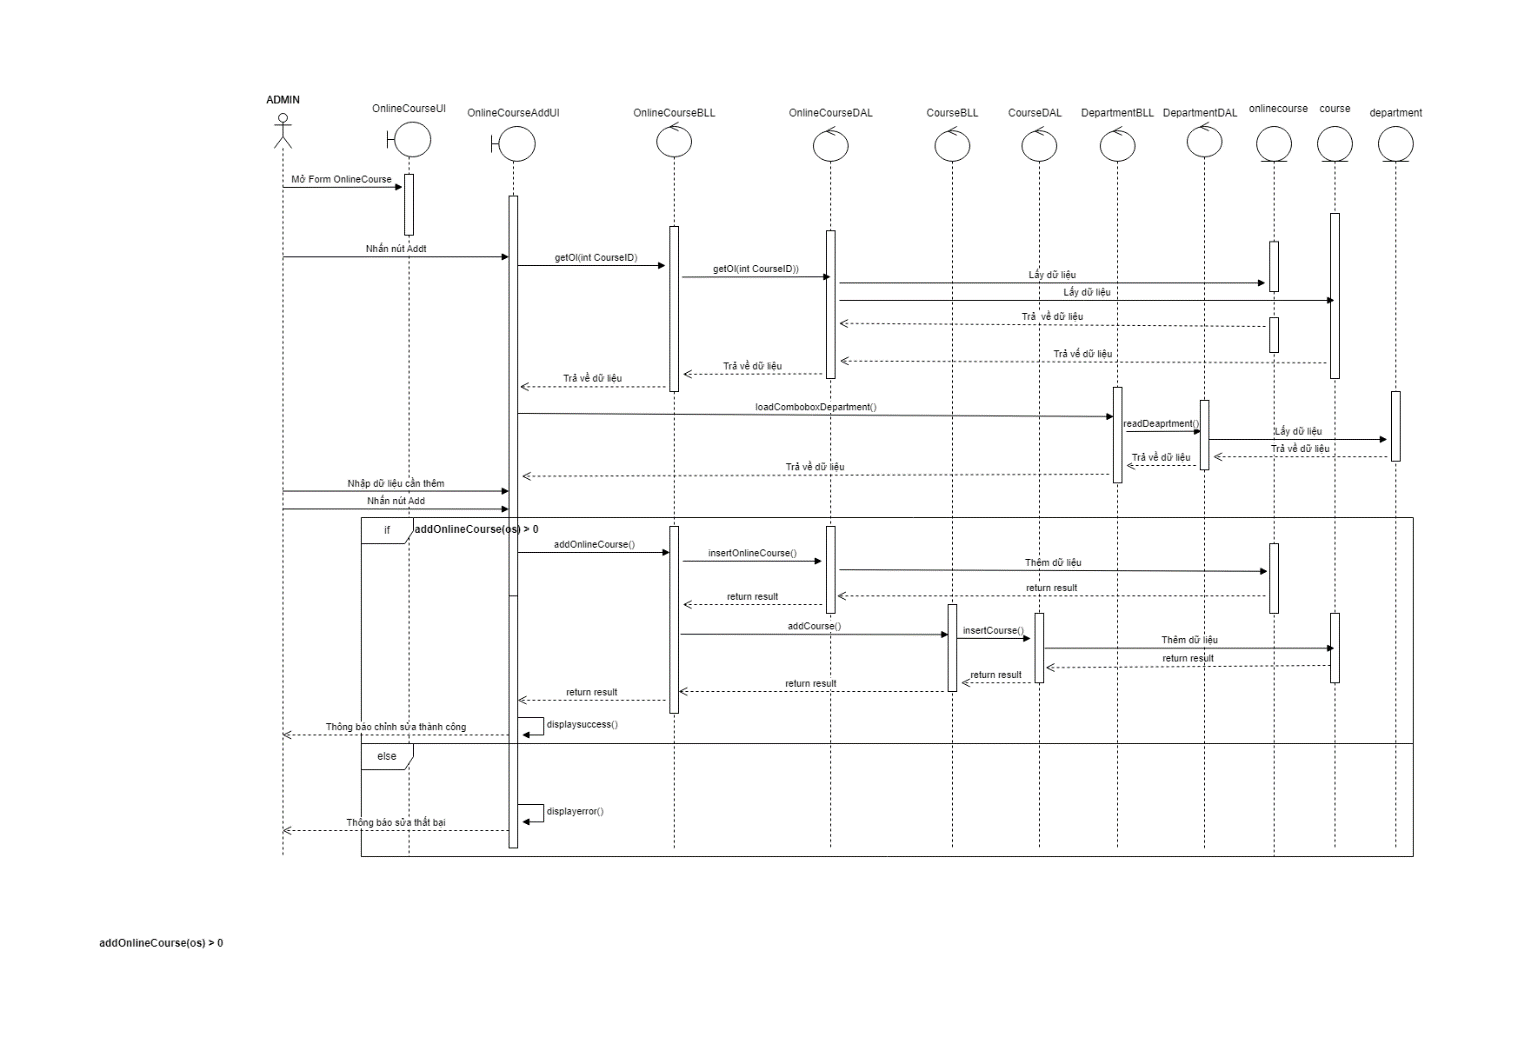 ADMIN
OnlineCourseUI
OnlineCourseAddUI
OnlineCourseBLL
OnlineCourseDAL
CourseBLL
CourseDAL
DepartmentBLL
DepartmentDAL
onlinecourse
course
department
Mở Form OnlineCourse
Nhấn nút Addt
getOl(int CourseID)
getOl(int CourseID))
Lấy dữ liệu
Lấy dữ liệu
Trả về dữ liệu
Trả về dữ liệu
Trả về dữ liệu
Trả về dữ liệu
loadComboboxDepartment()
readDeaprtment()
Lấy dữ liệu
Trả về dữ liệu
Trả về dữ liệu
Trả về dữ liệu
Nhập dữ liệu cần thêm
Nhấn nút Add
if
addOnlineCourse(os) > 0
addOnlineCourse()
insertOnlineCourse()
Thêm dữ liệu
return result
return result
addCourse()
insertCourse()
Thêm dữ liệu
return result
return result
return result
return result
displaysuccess()
Thông báo chỉnh sửa thành công
else
displayerror()
Thông báo sửa thất bại
addOnlineCourse(os) > 0